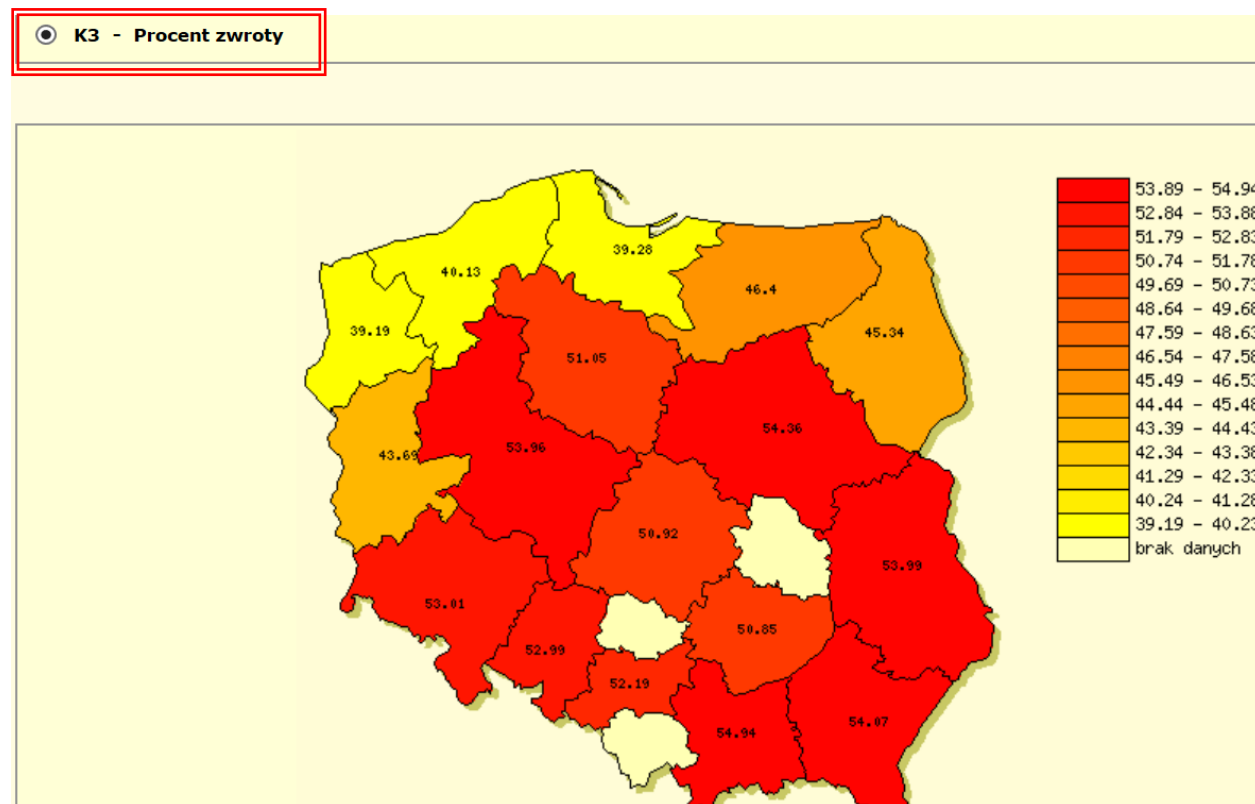 K3 - Procent zwroty
39.28
40.13
46.4
39.19
45.34
51.05
54.36
53.96
43.69
50.92
53.99
53.01
50.85
52.99
52.19
54.07
54.94
53.89 - 54.94
52.84 - 53.88
51.79 - 52.83
50.74 - 51.78
49.69 - 50.73
48.64 - 49.68
47.59 - 48.63
46.54 - 47.58
45.49 - 46.53
44.44 - 45.48
43.39 - 44.43
42.34 - 43.38
41.29 - 42.33
40.24 - 41.28
39.19 - 40.23
brak danych